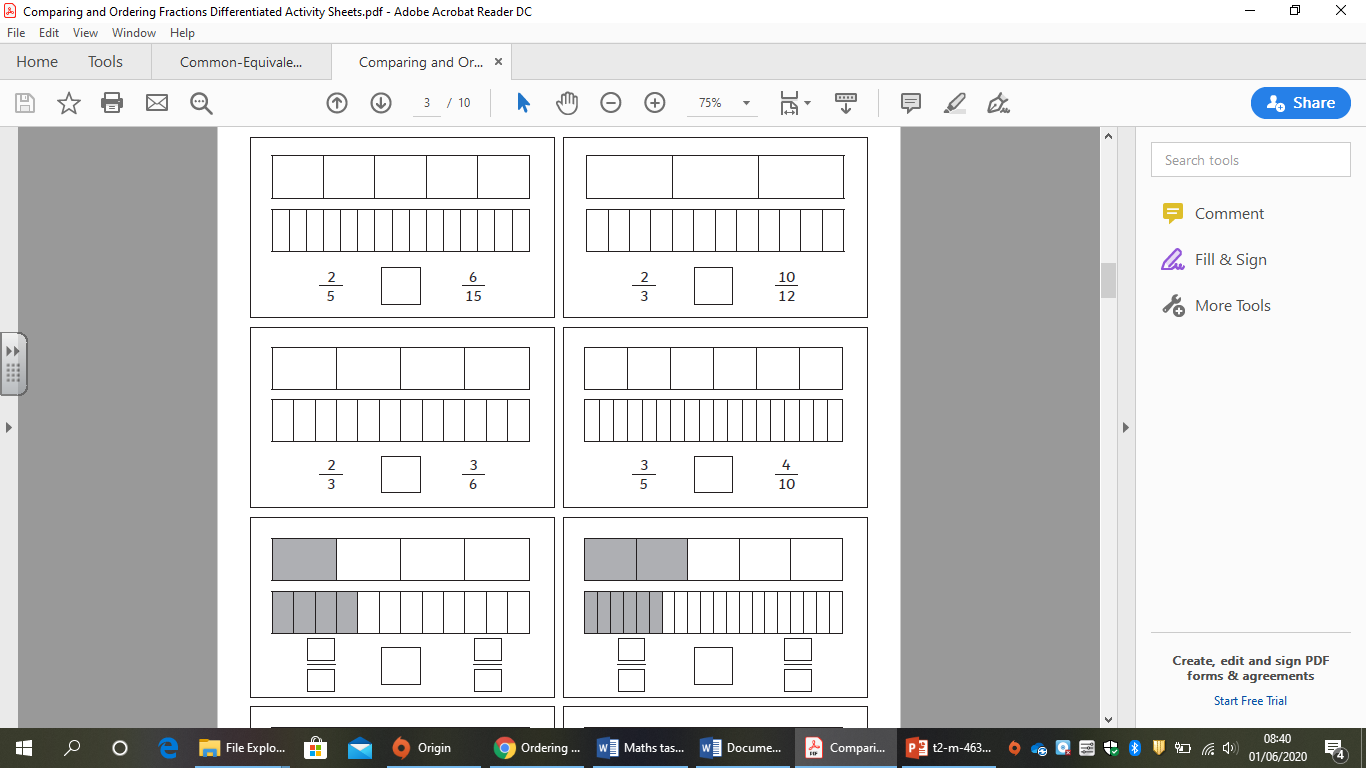 Comparing and Ordering Fractions Differentiated Activity Sheets.pdf - Adobe Acrobat Reader DC
File Edit View Window Help
Home Tools Common-Equivale... Comparing and Or... ×
3 / 10 75% Share
Search tools
Comment
Fill & Sign
More Tools
2 6
5 15
2 10
3 12
2 3
3 6
3 4
5 10
Create, edit and sign PDF
forms & agreements
Start Free Trial
File Explo... Origin Ordering ... Maths tas... Docume... Compari... t2-m-463... 08:40
01/06/2020 4